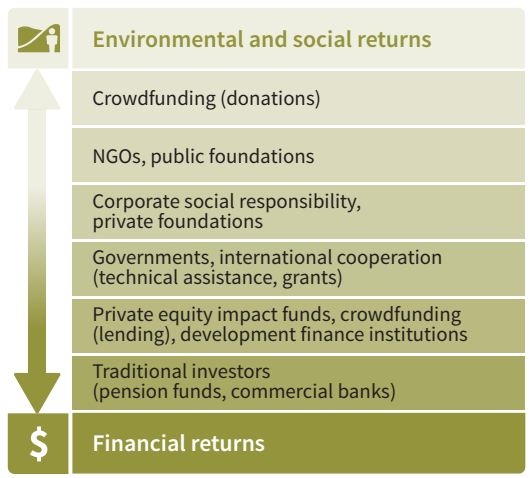 Environmental and social returns
Crowdfunding (donations)
NGOs, public foundations
Corporate social responsibility,
private foundations
Governments, international cooperation
(technical assistance, grants)
Private equity impact funds, crowdfunding
(lending), development finance institutions
Traditional investors
(pension funds, commercial banks)
$ Financial returns